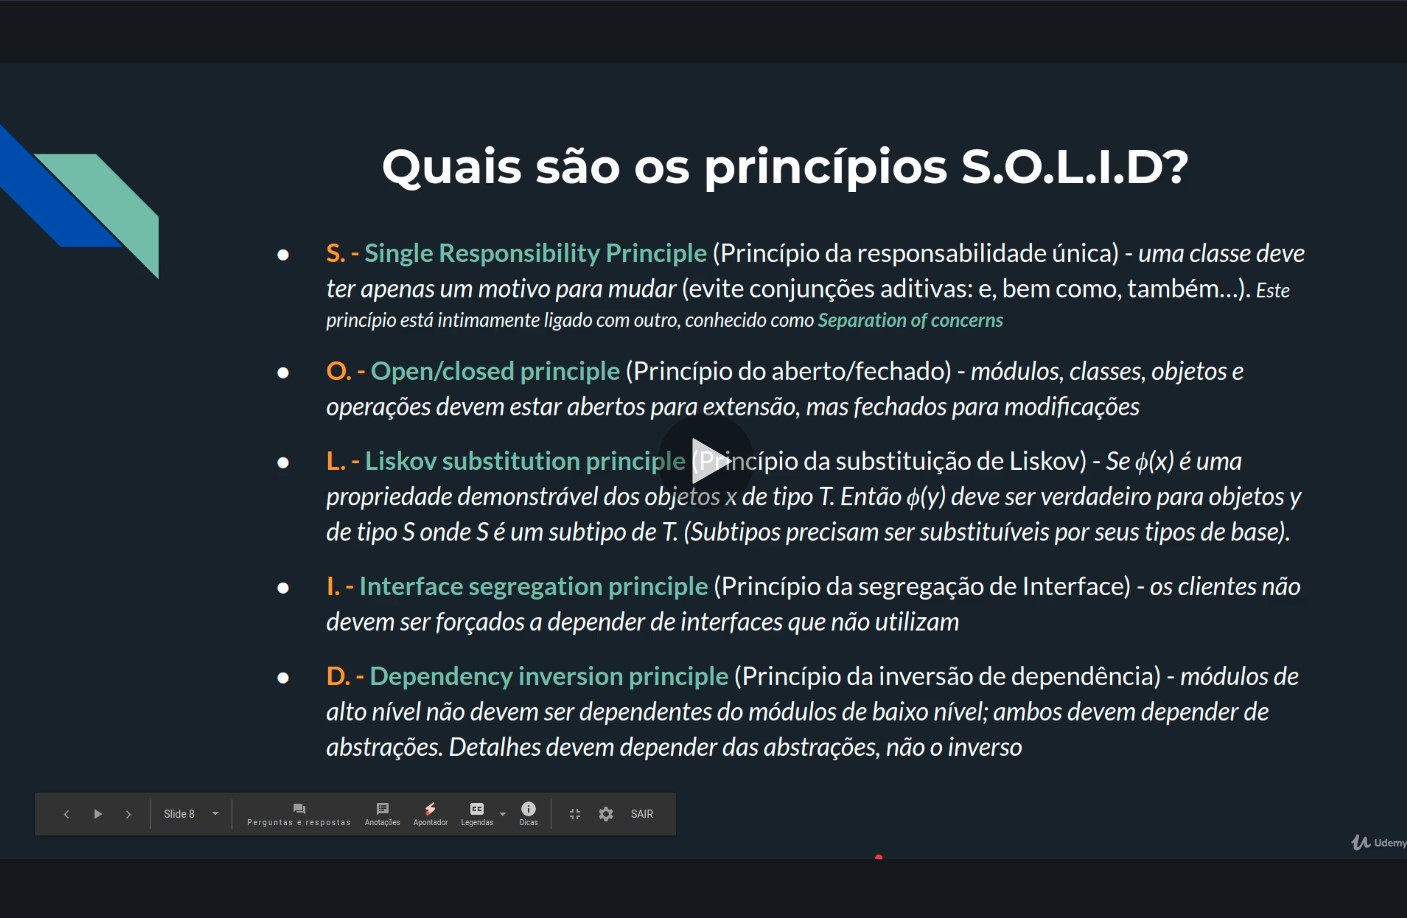 Quais são os princípios S.O.L.I.D?
● S. - Single Responsibility Principle (Princípio da responsabilidade única) - uma classe deve
ter apenas um motivo para mudar (evite conjunções aditivas: e, bem como, também...). Este
princípio está intimamente ligado com outro, conhecido como Separation of concerns
● O. - Open/closed principle (Princípio do aberto/fechado) - módulos, classes, objetos e
operações devem estar abertos para extensão, mas fechados para modificações
● L. - Liskov substitution principle (Princípio da substituição de Liskov) - Se ϕ(x) é uma
propriedade demonstrável dos objetos x de tipo T. Então ϕ(y) deve ser verdadeiro para objetos y
de tipo S onde S é um subtipo de T. (Subtipos precisam ser substituíveis por seus tipos de base).
● I. - Interface segregation principle (Princípio da segregação de Interface) - os clientes não
devem ser forçados a depender de interfaces que não utilizam
● D. - Dependency inversion principle (Princípio da inversão de dependência) - módulos de
alto nível não devem ser dependentes do módulos de baixo nível; ambos devem depender de
abstrações. Detalhes devem depender das abstrações, não o inverso
Slide 8 Perguntas e respostas Anotações Apontador CC Legendas Dicas SAIR
Udemy